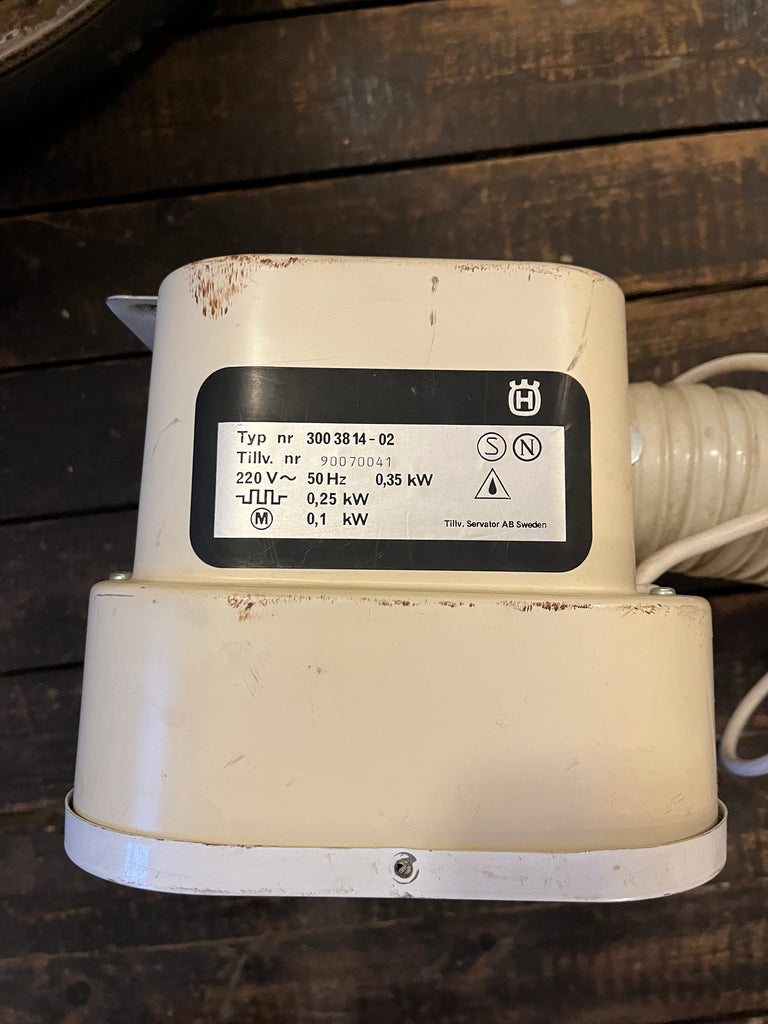 H
Typ nr 300 38 14-02
Tillv. nr 90070041
S N
220 V~ 50 Hz 0,35 kW
0,25 kW
M 0,1 kW
Tillv. Servator AB Sweden